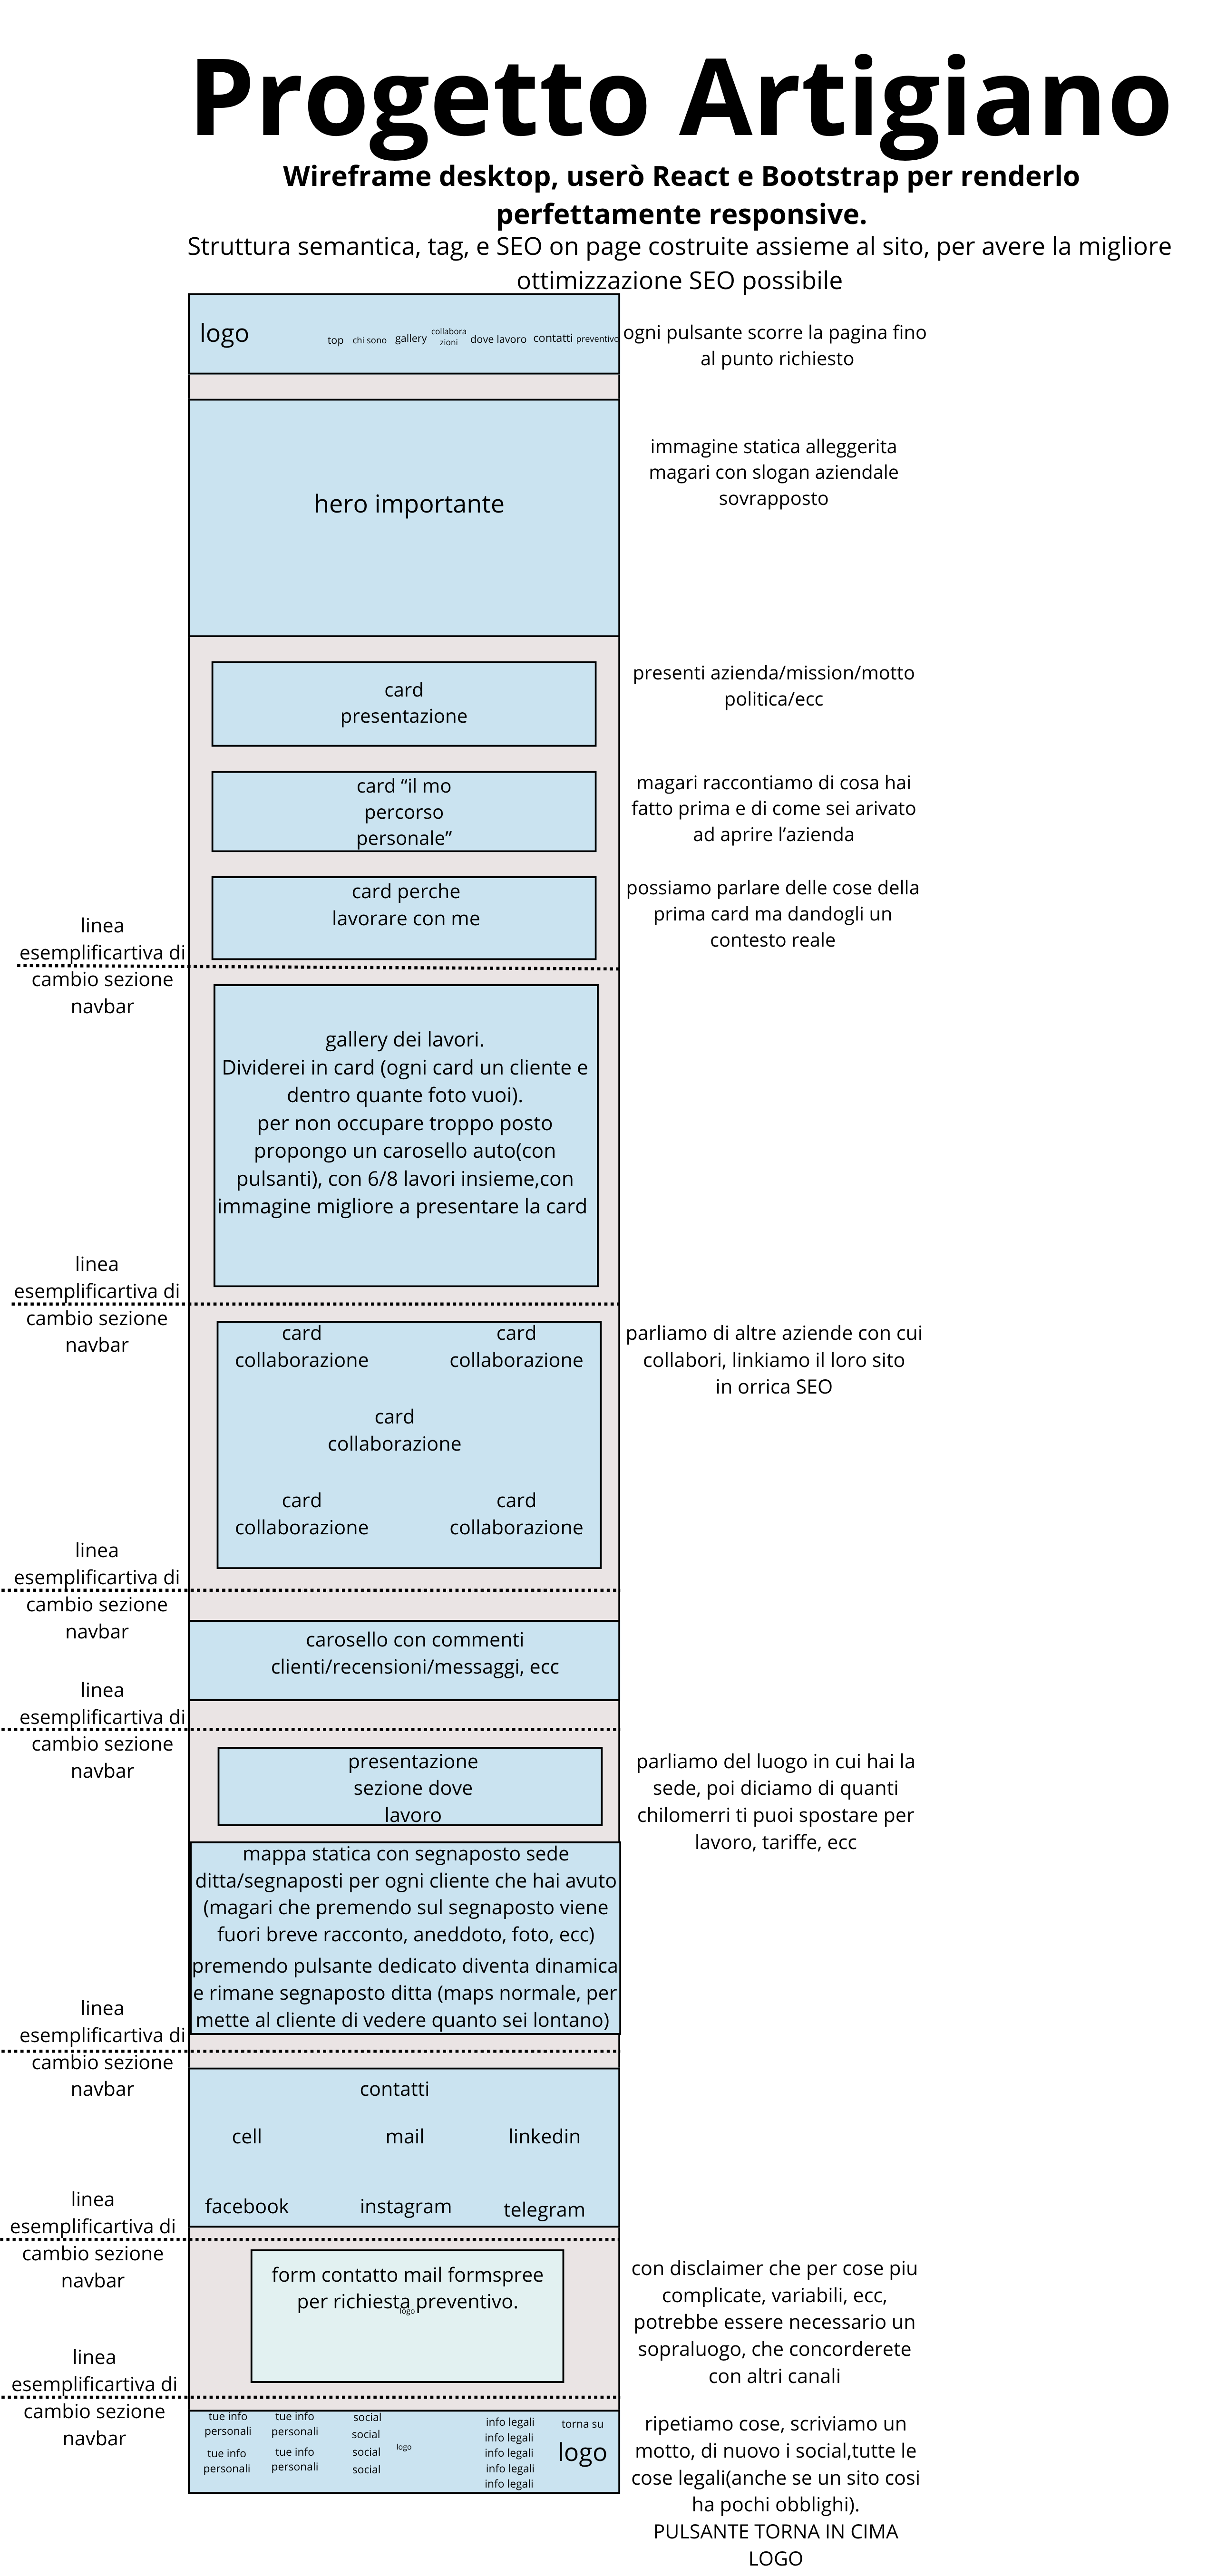 Progetto Artigiano
Wireframe desktop, userò React e Bootstrap per renderlo
perfettamente responsive.
Struttura semantica, tag, e SEO on page costruite assieme al sito, per avere la migliore
ottimizzazione SEO possibile
logo
top
chi sono
gallery
collabora
zioni
dove lavoro
contatti
preventivo
ogni pulsante scorre la pagina fino
al punto richiesto
hero importante
immagine statica alleggerita
magari con slogan aziendale
sovrapposto
card
presentazione
presenti azienda/mission/motto
politica/ecc
card “il mo
percorso
personale”
magari raccontiamo di cosa hai
fatto prima e di come sei arivato
ad aprire l’azienda
card perche
lavorare con me
possiamo parlare delle cose della
prima card ma dandogli un
contesto reale
linea
esemplificartiva di
cambio sezione
navbar
gallery dei lavori.
Dividerei in card (ogni card un cliente e
dentro quante foto vuoi).
per non occupare troppo posto
propongo un carosello auto(con
pulsanti), con 6/8 lavori insieme,con
immagine migliore a presentare la card
linea
esemplificartiva di
cambio sezione
navbar
card
collaborazione
card
collaborazione
card
collaborazione
card
collaborazione
card
collaborazione
parliamo di altre aziende con cui
collabori, linkiamo il loro sito
in orrica SEO
linea
esemplificartiva di
cambio sezione
navbar
carosello con commenti
clienti/recensioni/messaggi, ecc
linea
esemplificartiva di
cambio sezione
navbar
presentazione
sezione dove
lavoro
parliamo del luogo in cui hai la
sede, poi diciamo di quanti
chilomerri ti puoi spostare per
lavoro, tariffe, ecc
mappa statica con segnaposto sede
ditta/segnaposti per ogni cliente che hai avuto
(magari che premendo sul segnaposto viene
fuori breve racconto, aneddoto, foto, ecc)
premendo pulsante dedicato diventa dinamica
e rimane segnaposto ditta (maps normale, per
mette al cliente di vedere quanto sei lontano)
linea
esemplificartiva di
cambio sezione
navbar
contatti
cell
mail
linkedin
facebook
instagram
telegram
linea
esemplificartiva di
cambio sezione
navbar
form contatto mail formspree
per richiesta preventivo.
logo
con disclaimer che per cose piu
complicate, variabili, ecc,
potrebbe essere necessario un
sopraluogo, che concorderete
con altri canali
linea
esemplificartiva di
cambio sezione
navbar
tue info
personali
tue info
personali
tue info
personali
tue info
personali
social
social
social
social
logo
info legali
info legali
info legali
info legali
info legali
torna su
logo
ripetiamo cose, scriviamo un
motto, di nuovo i social,tutte le
cose legali(anche se un sito cosi
ha pochi obblighi).
PULSANTE TORNA IN CIMA
LOGO